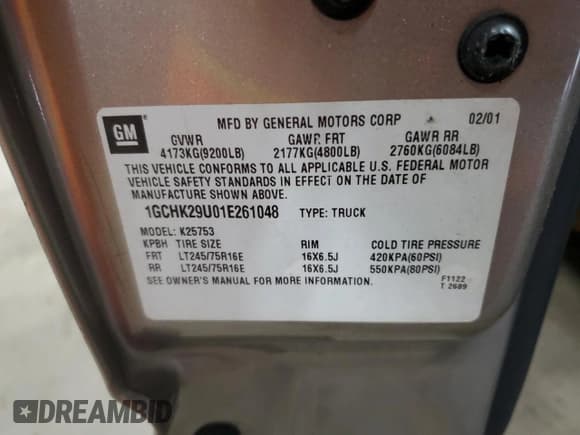 GM
MFD BY GENERAL MOTORS CORP 02/01
GVWR GAWR FRT GAWR RR
4173KG(9200LB) 2177KG(4800LB) 2760KG(6084LB)
THIS VEHICLE CONFORMS TO ALL APPLICABLE U.S. FEDERAL MOTOR
VEHICLE SAFETY STANDARDS IN EFFECT ON THE DATE OF
MANUFACTURE SHOWN ABOVE.
1GCHK29U01E261048 TYPE: TRUCK
MODEL: K25753
KPBH TIRE SIZE RIM COLD TIRE PRESSURE
FRT LT245/75R16E 16X6.5J 420KPA(60PSI)
RR LT245/75R16E 16X6.5J 550KPA(80PSI)
SEE OWNER'S MANUAL FOR MORE INFORMATION.
F1122
T 2689
DREAMBID